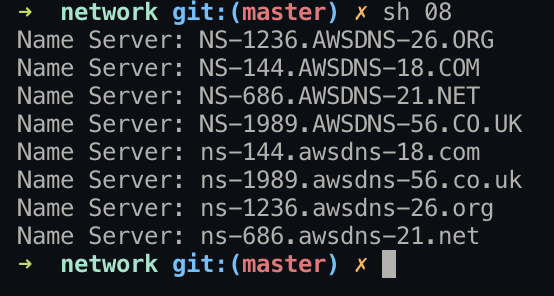 ➜ network git:(master) ✗ sh 08
Name Server: NS-1236.AWSDNS-26.ORG
Name Server: NS-144.AWSDNS-18.COM
Name Server: NS-686.AWSDNS-21.NET
Name Server: NS-1989.AWSDNS-56.CO.UK
Name Server: ns-144.awsdns-18.com
Name Server: ns-1989.awsdns-56.co.uk
Name Server: ns-1236.awsdns-26.org
Name Server: ns-686.awsdns-21.net
➜ network git:(master) ✗